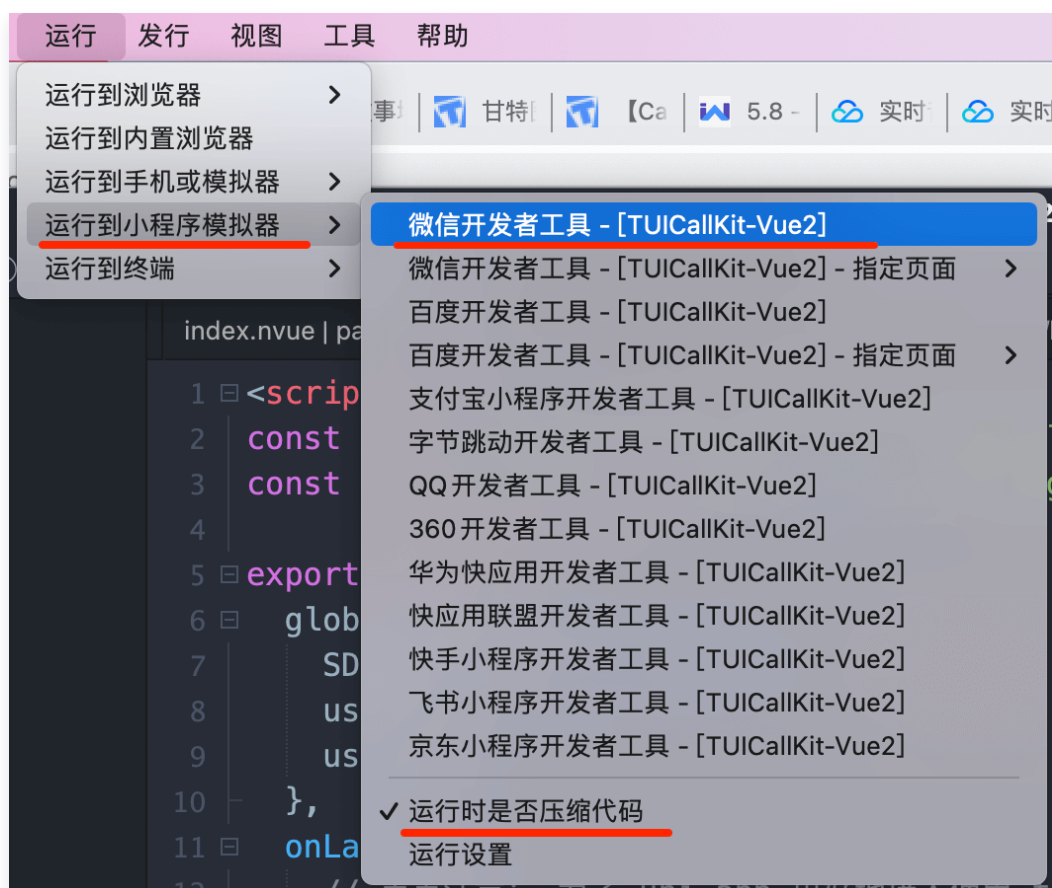 运行 发行 视图 工具 帮助
运行到浏览器
运行到内置浏览器
运行到手机或模拟器
运行到小程序模拟器
运行到终端
事 甘特 【Ca 5.8 - 实时 实时
微信开发者工具 - [TUICallKit-Vue2]
微信开发者工具 - [TUICallKit-Vue2] - 指定页面
百度开发者工具 - [TUICallKit-Vue2]
百度开发者工具 - [TUICallKit-Vue2] - 指定页面
支付宝小程序开发者工具 - [TUICallKit-Vue2]
字节跳动开发者工具 - [TUICallKit-Vue2]
QQ开发者工具 - [TUICallKit-Vue2]
360开发者工具 - [TUICallKit-Vue2]
华为快应用开发者工具 - [TUICallKit-Vue2]
快应用联盟开发者工具 - [TUICallKit-Vue2]
快手小程序开发者工具 - [TUICallKit-Vue2]
飞书小程序开发者工具 - [TUICallKit-Vue2]
京东小程序开发者工具 - [TUICallKit-Vue2]
运行时是否压缩代码
运行设置
index.nvue | pa
1 <scrip
2 const
3 const
4
5 export
6 glob
7 SD
8 us
9 us
10 },
11 onLa